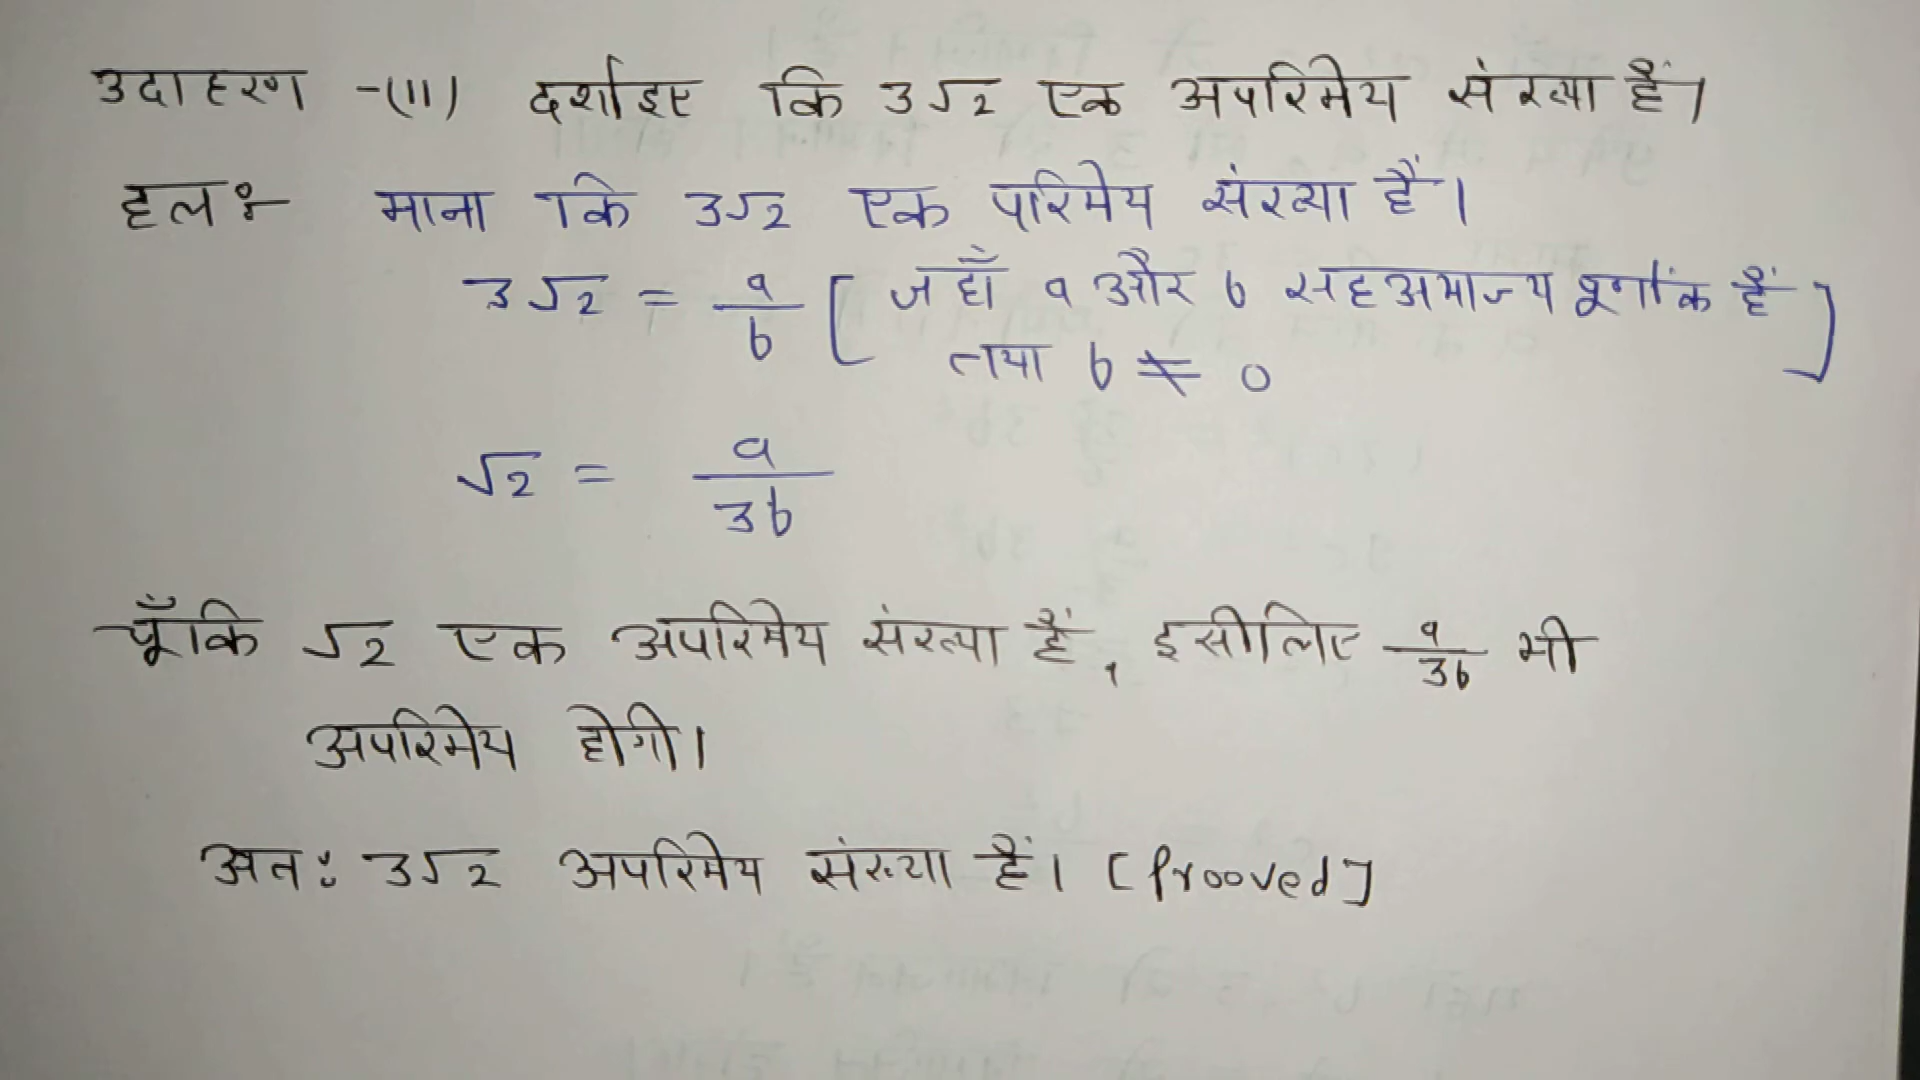 उदाहरण -(11) दर्शाइए कि 3√2 एक अपरिमेय संख्या हैं।
हल :- माना कि 3√2 एक परिमेय संख्या हैं।
3√2 = a/b [ जहाँ a और b सहअभाज्य पूर्णांक हैं
तथा b ≠ 0 ]
√2 = a/3b
चूँकि √2 एक अपरिमेय संख्या हैं, इसीलिए a/3b भी
अपरिमेय होगी।
अत: 3√2 अपरिमेय संख्या हैं। [Prooved]